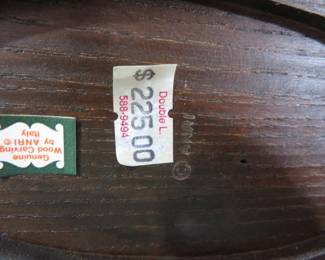 Double L.
$ 225.00
588-9494
Genuine
Wood Carving
by ANRI®
Italy